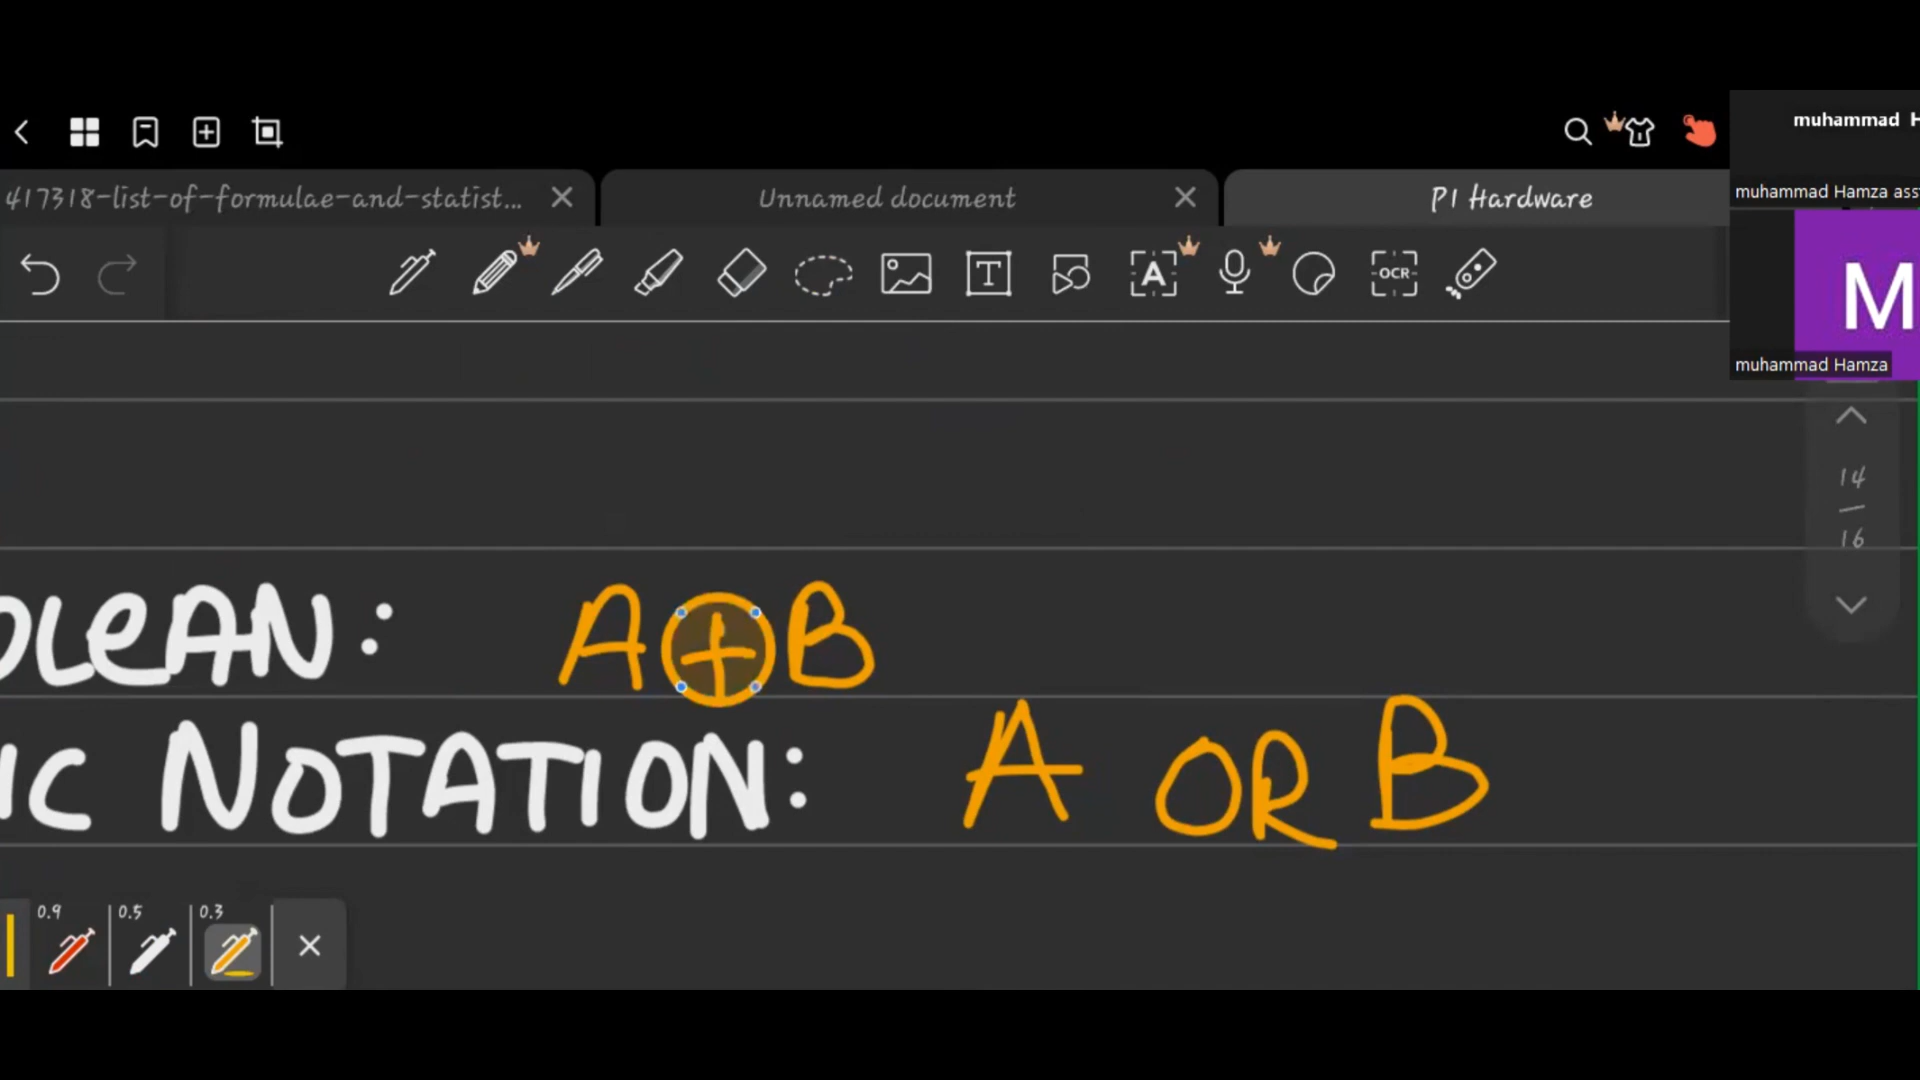 muhammad H
417318-list-of-formulae-and-statist...
Unnamed document
P1 Hardware
muhammad Hamza ass
T
A
OCR
M
muhammad Hamza
14
16
OLEAN: A⊕B
IC NOTATION: A OR B
0.9 0.5 0.3